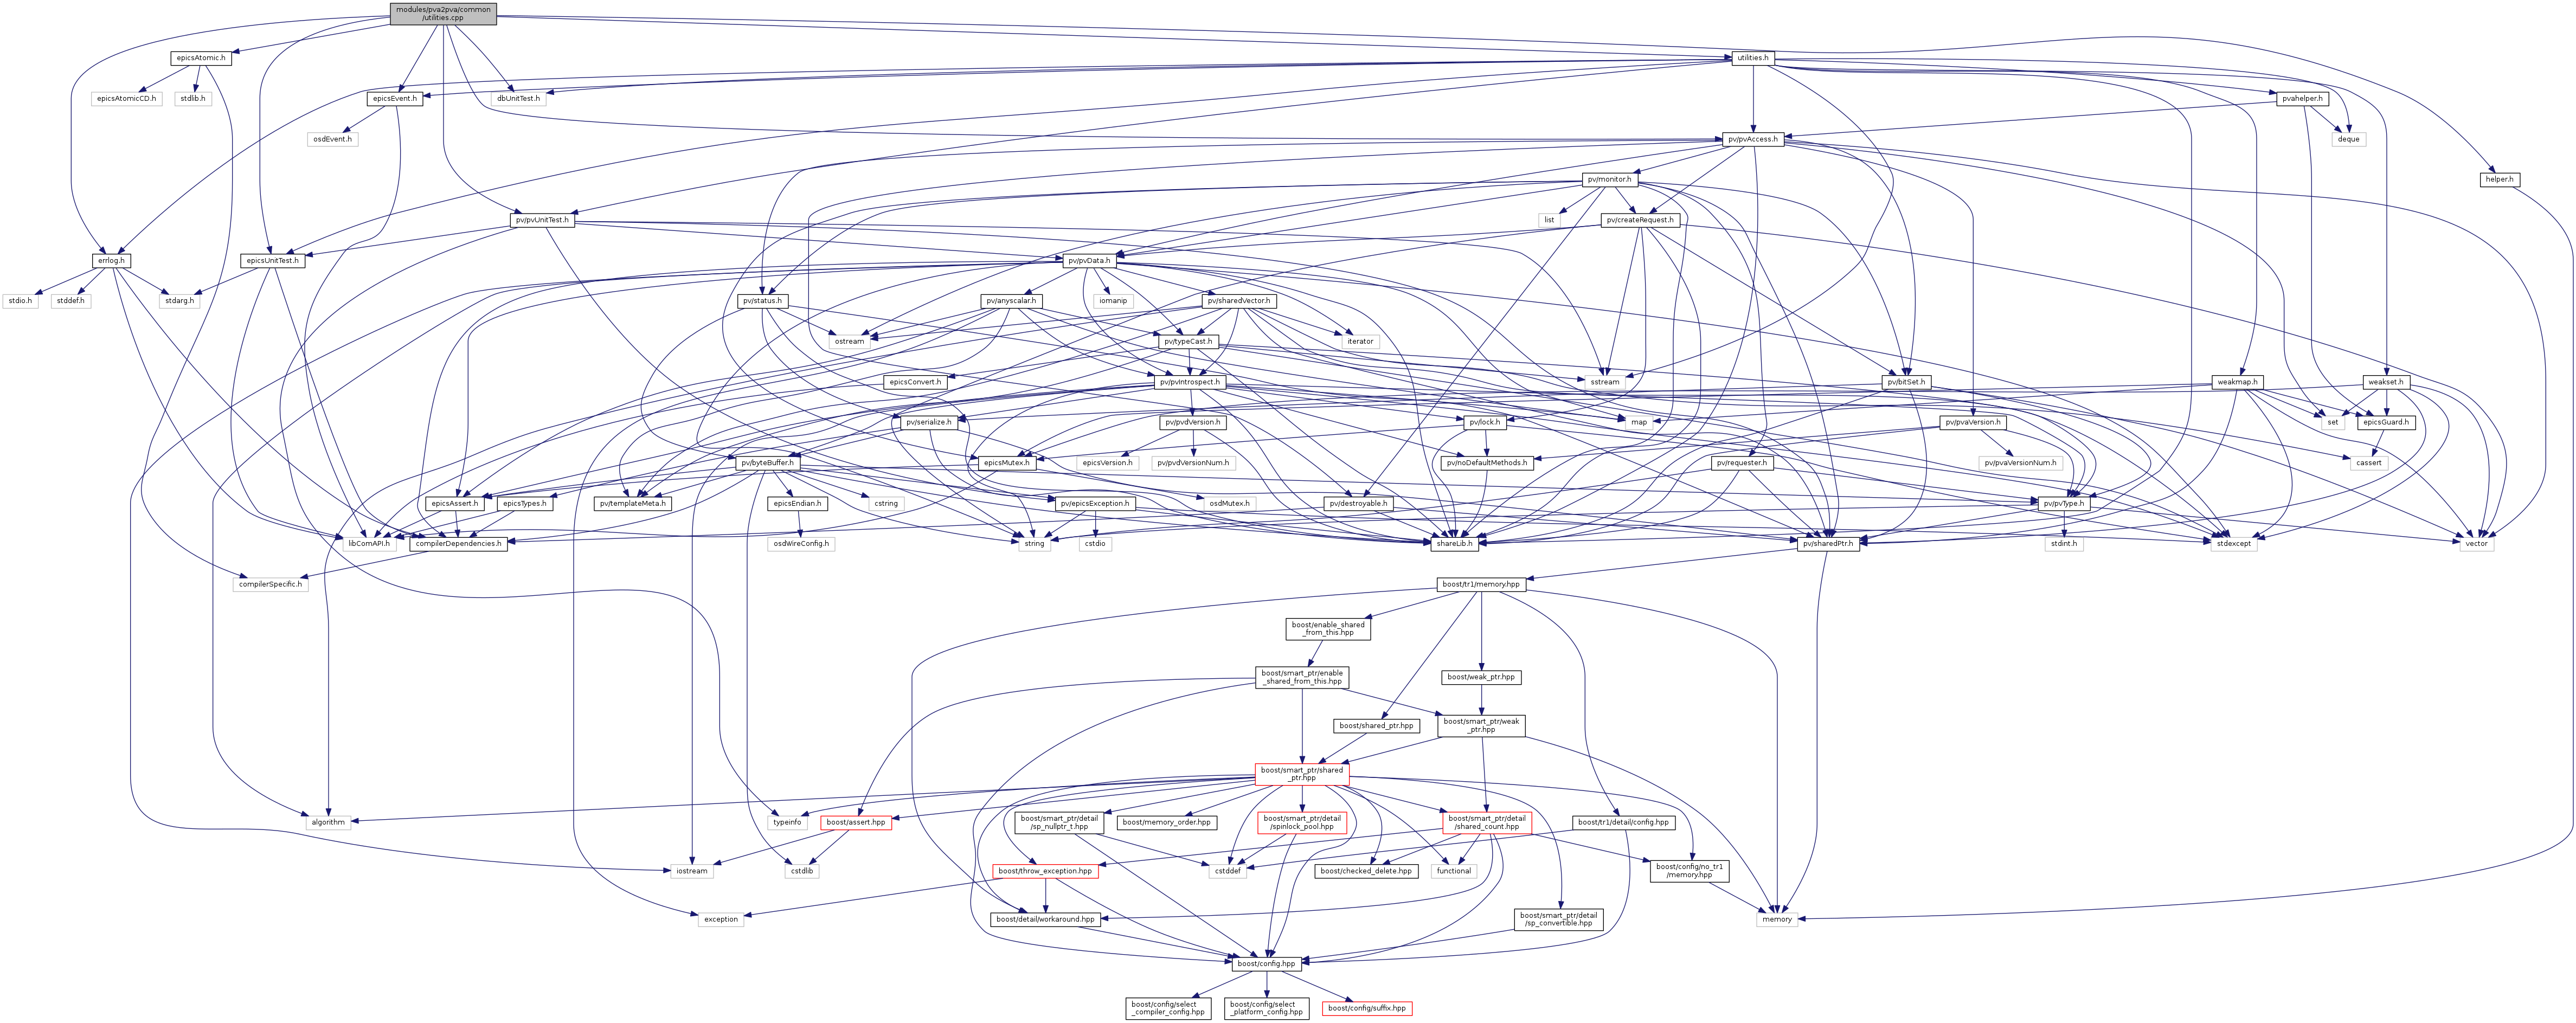 modules/pva2pva/common
/utilities.cpp
epicsAtomic.h
utilities.h
epicsAtomicCD.h
stdlib.h
epicsEvent.h
dbUnitTest.h
pvahelper.h
osdEvent.h
pv/pvAccess.h
deque
pv/monitor.h
helper.h
pv/pvUnitTest.h
list
pv/createRequest.h
errlog.h
epicsUnitTest.h
pv/pvData.h
stdio.h
stddef.h
stdarg.h
pv/status.h
pv/anyscalar.h
iomanip
pv/sharedVector.h
ostream
pv/typeCast.h
iterator
epicsConvert.h
pv/pvIntrospect.h
sstream
pv/bitSet.h
weakmap.h
weakset.h
pv/serialize.h
pv/pvdVersion.h
pv/lock.h
map
pv/pvaVersion.h
set
epicsGuard.h
pv/byteBuffer.h
epicsMutex.h
epicsVersion.h
pv/pvdVersionNum.h
pv/noDefaultMethods.h
pv/requester.h
pv/pvaVersionNum.h
cassert
epicsAssert.h
epicsTypes.h
pv/templateMeta.h
epicsEndian.h
cstring
pv/epicsException.h
osdMutex.h
pv/destroyable.h
pv/pvType.h
libComAPI.h
compilerDependencies.h
osdWireConfig.h
string
cstdio
shareLib.h
pv/sharedPtr.h
stdint.h
stdexcept
vector
compilerSpecific.h
boost/tr1/memory.hpp
boost/enable_shared
_from_this.hpp
boost/smart_ptr/enable
_shared_from_this.hpp
boost/weak_ptr.hpp
boost/shared_ptr.hpp
boost/smart_ptr/weak
_ptr.hpp
boost/smart_ptr/shared
_ptr.hpp
algorithm
typeinfo
boost/assert.hpp
boost/smart_ptr/detail
/sp_nullptr_t.hpp
boost/memory_order.hpp
boost/smart_ptr/detail
/spinlock_pool.hpp
boost/smart_ptr/detail
/shared_count.hpp
boost/tr1/detail/config.hpp
iostream
cstdlib
boost/throw_exception.hpp
cstddef
boost/checked_delete.hpp
functional
boost/config/no_tr1
/memory.hpp
exception
boost/detail/workaround.hpp
boost/smart_ptr/detail
/sp_convertible.hpp
memory
boost/config.hpp
boost/config/select
_compiler_config.hpp
boost/config/select
_platform_config.hpp
boost/config/suffix.hpp